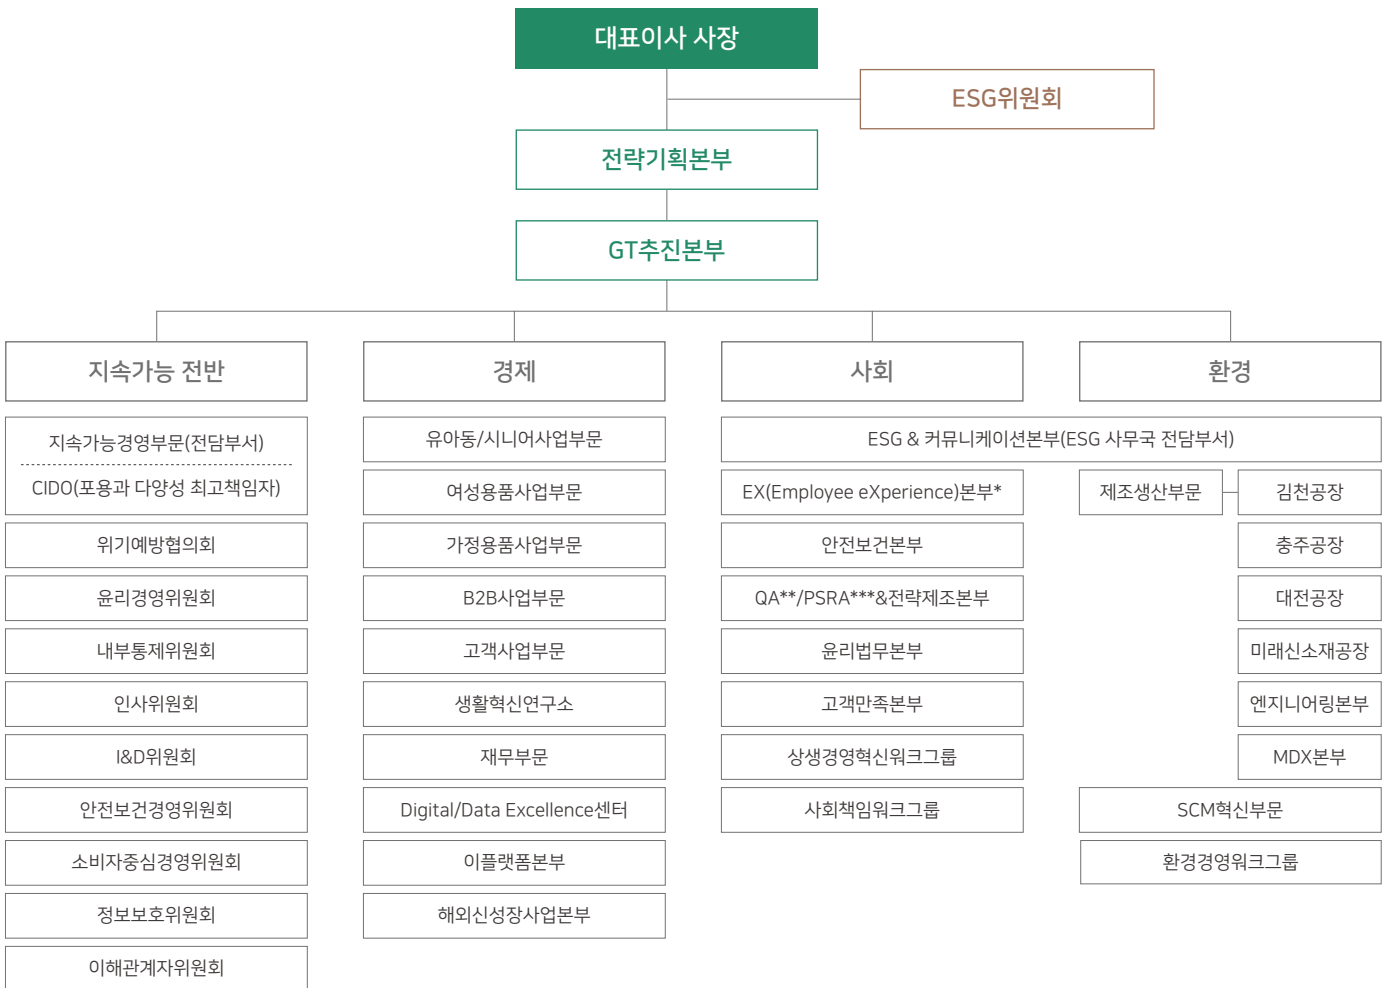 대표이사 사장
ESG위원회
전략기획본부
GT추진본부
지속가능 전반
지속가능경영부문(전담부서)
CIDO(포용과 다양성 최고책임자)
위기예방협의회
윤리경영위원회
내부통제위원회
인사위원회
I&D위원회
안전보건경영위원회
소비자중심경영위원회
정보보호위원회
이해관계자위원회
경제
유아동/시니어사업부문
여성용품사업부문
가정용품사업부문
B2B사업부문
고객사업부문
생활혁신연구소
재무부문
Digital/Data Excellence센터
이플랫폼본부
해외신성장사업본부
사회
환경
ESG & 커뮤니케이션본부(ESG 사무국 전담부서)
EX(Employee eXperience)본부*
안전보건본부
QA**/PSRA***&전략제조본부
윤리법무본부
고객만족본부
상생경영혁신워크그룹
사회책임워크그룹
제조생산부문
김천공장
충주공장
대전공장
미래신소재공장
엔지니어링본부
MDX본부
SCM혁신부문
환경경영워크그룹